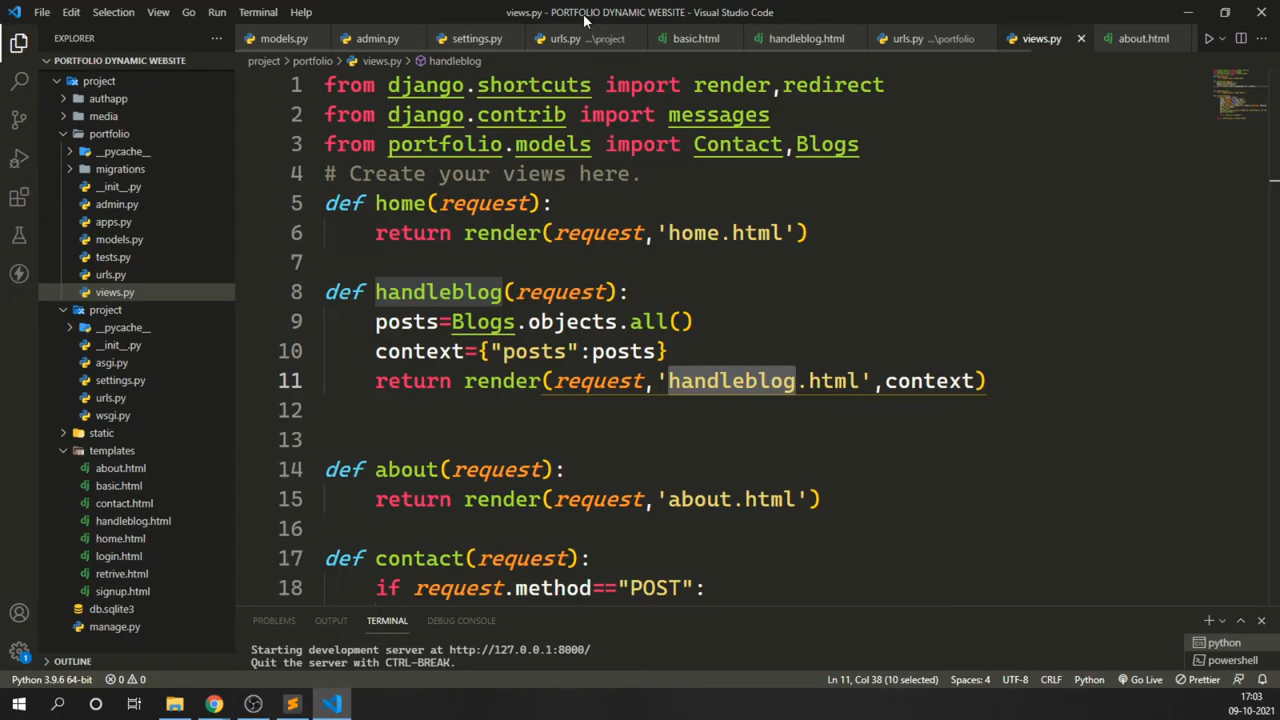 File Edit Selection View Go Run Terminal Help
views.py - PORTFOLIO DYNAMIC WEBSITE - Visual Studio Code
EXPLORER
models.py admin.py settings.py urls.py ...\project basic.html handleblog.html urls.py ...\portfolio views.py about.html
PORTFOLIO DYNAMIC WEBSITE
project > portfolio > views.py > handleblog
project
authapp
media
portfolio
__pycache__
migrations
__init__.py
admin.py
apps.py
models.py
tests.py
urls.py
views.py
project
__pycache__
__init__.py
asgi.py
settings.py
urls.py
wsgi.py
static
templates
about.html
basic.html
contact.html
handleblog.html
home.html
login.html
retrive.html
signup.html
db.sqlite3
manage.py
OUTLINE
1 from django.shortcuts import render,redirect
2 from django.contrib import messages
3 from portfolio.models import Contact,Blogs
4 # Create your views here.
5 def home(request):
6 return render(request,'home.html')
7
8 def handleblog(request):
9 posts=Blogs.objects.all()
10 context={"posts":posts}
11 return render(request,'handleblog.html',context)
12
13
14 def about(request):
15 return render(request,'about.html')
16
17 def contact(request):
18 if request.method=="POST":
PROBLEMS OUTPUT TERMINAL DEBUG CONSOLE
Starting development server at http://127.0.0.1:8000/
Quit the server with CTRL-BREAK.
python
powershell
Python 3.9.6 64-bit 0 0 Ln 11, Col 38 (10 selected) Spaces: 4 UTF-8 CRLF Python Go Live Prettier
1
17:03
09-10-2021